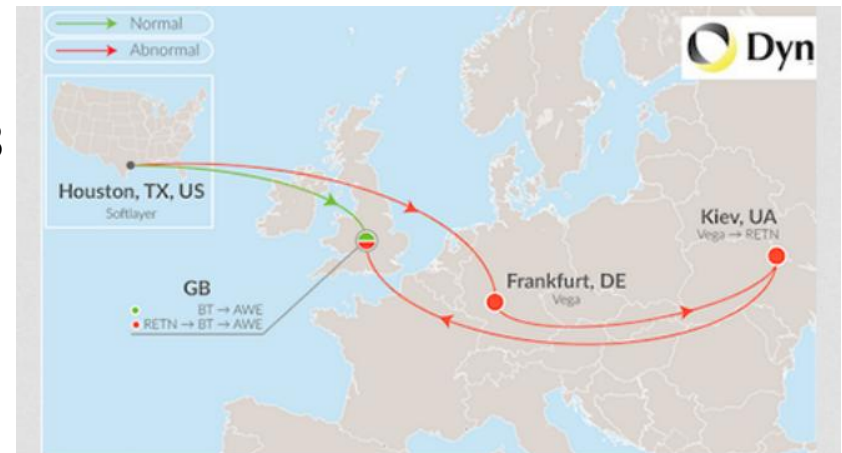 Normal
Abnormal
Dyn
Houston, TX, US
Softlayer
Kiev, UA
Vega → RETN
Frankfurt, DE
Vega
GB
BT → AWE
RETN → BT → AWE